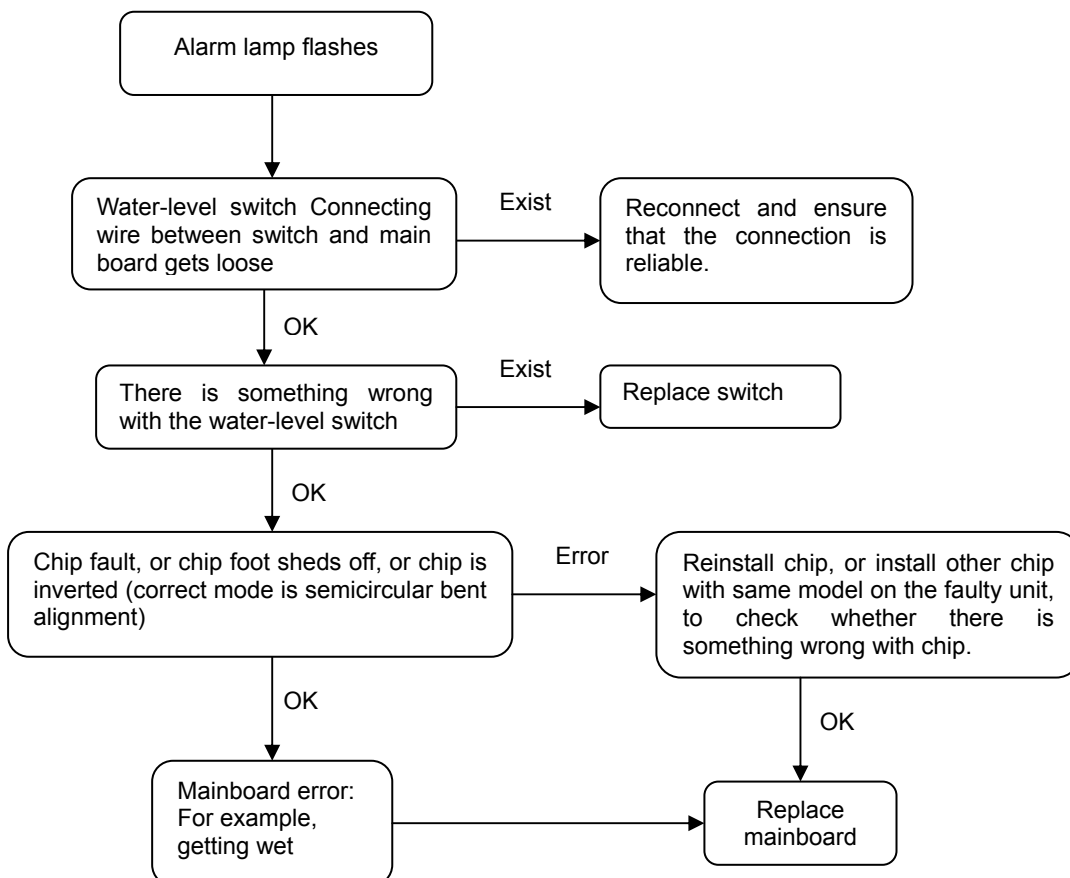 Alarm lamp flashes
Water-level switch Connecting
wire between switch and main
board gets loose
Exist
Reconnect and ensure
that the connection is
reliable.
OK
There is something wrong
with the water-level switch
Exist
Replace switch
OK
Chip fault, or chip foot sheds off, or chip is
inverted (correct mode is semicircular bent
alignment)
Error
Reinstall chip, or install other chip
with same model on the faulty unit,
to check whether there is
something wrong with chip.
OK
OK
Mainboard error:
For example,
getting wet
Replace
mainboard